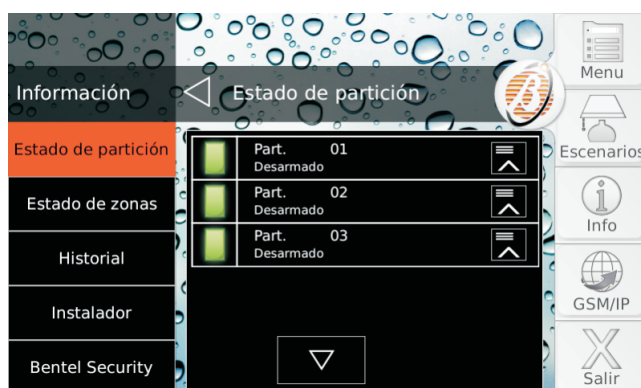 Información
Estado de partición
Estado de zonas
Historial
Instalador
Bentel Security
Estado de partición
B
Part. 01
Desarmado
Part. 02
Desarmado
Part. 03
Desarmado
Menu
Escenarios
Info
GSM/IP
Salir